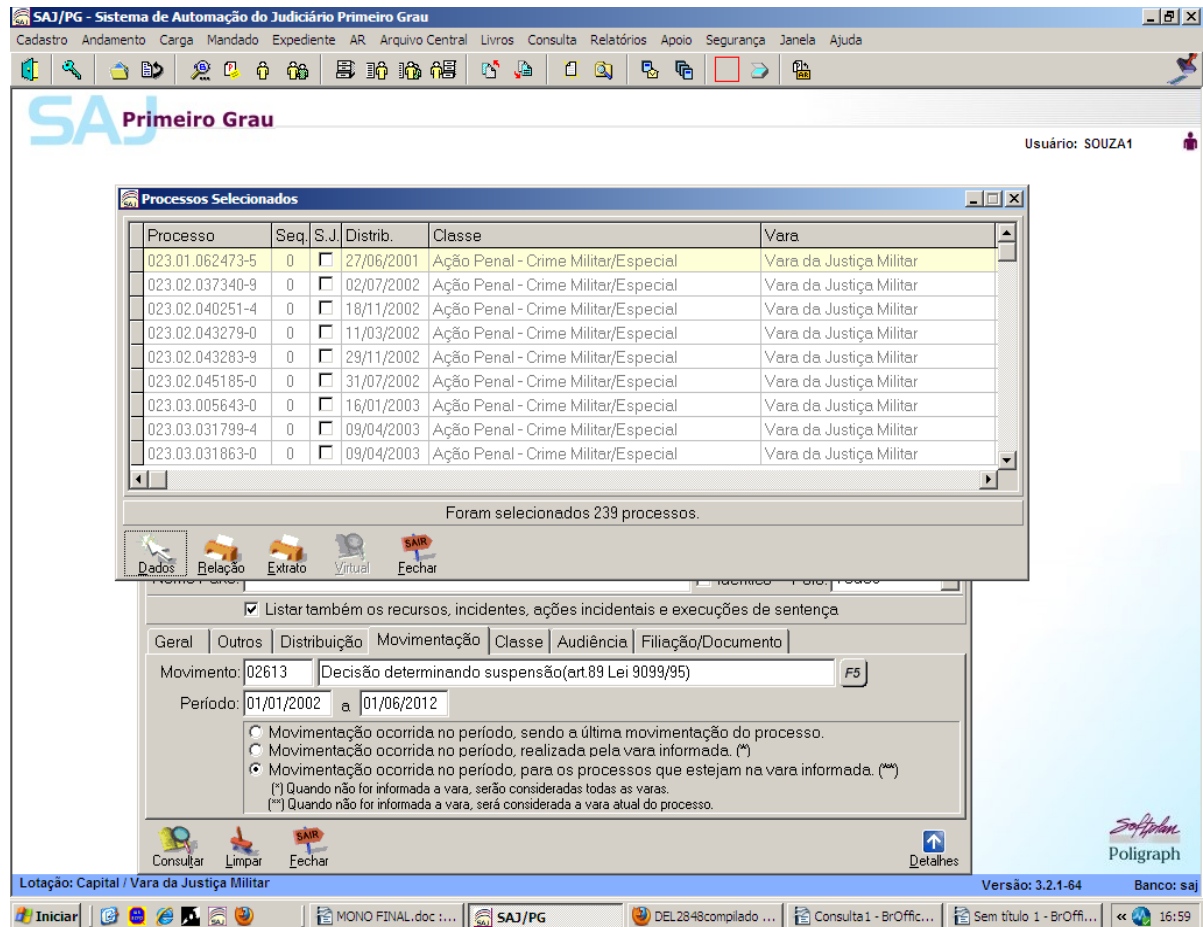 SAJ/PG - Sistema de Automação do Judiciário Primeiro Grau
Cadastro Andamento Carga Mandado Expediente AR Arquivo Central Livros Consulta Relatórios Apoio Segurança Janela Ajuda
SAJ Primeiro Grau
Usuário: SOUZA1
Processos Selecionados
Processo Seq. S.J. Distrib. Classe Vara
023.01.062473-5 0 27/06/2001 Ação Penal - Crime Militar/Especial Vara da Justiça Militar
023.02.037340-9 0 02/07/2002 Ação Penal - Crime Militar/Especial Vara da Justiça Militar
023.02.040251-4 0 18/11/2002 Ação Penal - Crime Militar/Especial Vara da Justiça Militar
023.02.043279-0 0 11/03/2002 Ação Penal - Crime Militar/Especial Vara da Justiça Militar
023.02.043283-9 0 29/11/2002 Ação Penal - Crime Militar/Especial Vara da Justiça Militar
023.02.045185-0 0 31/07/2002 Ação Penal - Crime Militar/Especial Vara da Justiça Militar
023.03.005643-0 0 16/01/2003 Ação Penal - Crime Militar/Especial Vara da Justiça Militar
023.03.031799-4 0 09/04/2003 Ação Penal - Crime Militar/Especial Vara da Justiça Militar
023.03.031863-0 0 09/04/2003 Ação Penal - Crime Militar/Especial Vara da Justiça Militar
Foram selecionados 239 processos.
SAIR
Dados Relação Extrato Virtual Fechar
Listar também os recursos, incidentes, ações incidentais e execuções de sentença
Geral Outros Distribuição Movimentação Classe Audiência Filiação/Documento
Movimento: 02613 Decisão determinando suspensão(art.89 Lei 9099/95) F5
Período: 01/01/2002 a 01/06/2012
Movimentação ocorrida no período, sendo a última movimentação do processo.
Movimentação ocorrida no período, realizada pela vara informada. (*)
Movimentação ocorrida no período, para os processos que estejam na vara informada. (**)
(*) Quando não for informada a vara, serão consideradas todas as varas.
(**) Quando não for informada a vara, será considerada a vara atual do processo.
SAIR
Consultar Limpar Fechar Detalhes
Softplan
Poligraph
Lotação: Capital / Vara da Justiça Militar Versão: 3.2.1-64 Banco: saj
Iniciar MONO FINAL.doc :... SAJ/PG DEL2848compilado ... Consulta1 - BrOffic... Sem título 1 - BrOffi... 16:59